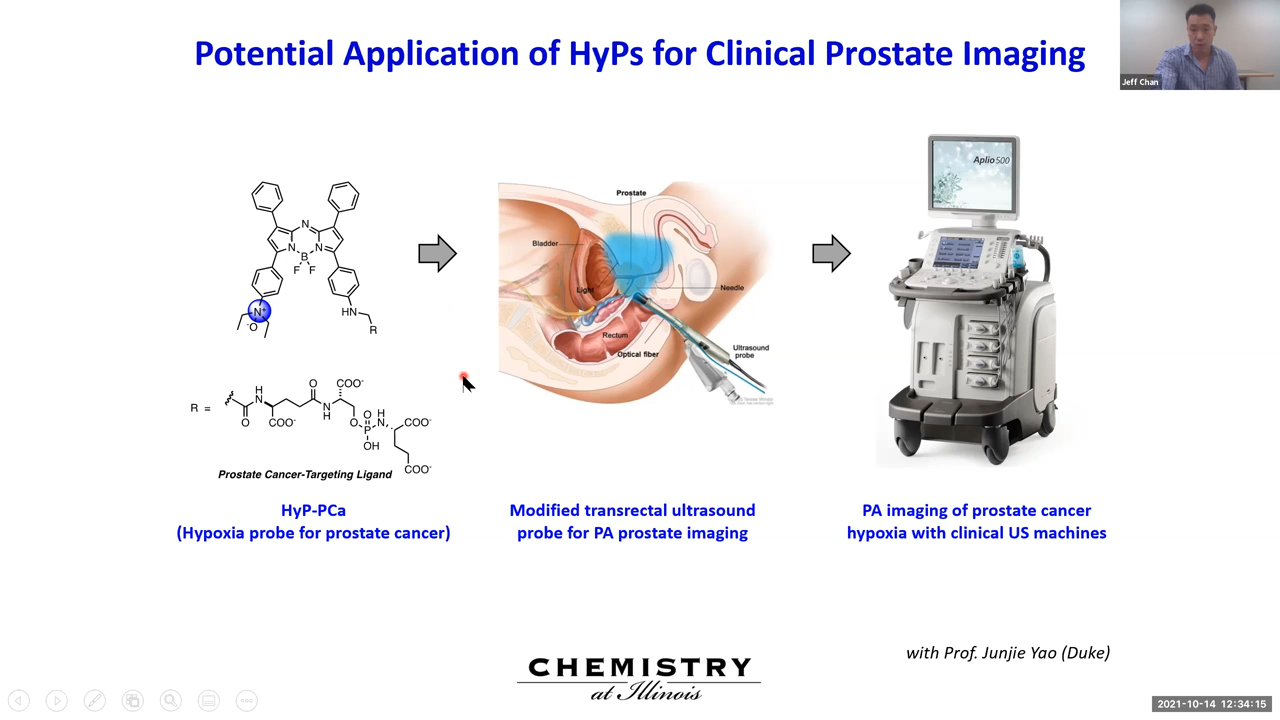 Potential Application of HyPs for Clinical Prostate Imaging
Jeff Chan
N
N
N
B
F
F
N+
-O
HN
R
R =
H
N
O
COO-
O
N
H
COO-
O
O
P
OH
H
N
COO-
COO-
Prostate Cancer-Targeting Ligand
HyP-PCa
(Hypoxia probe for prostate cancer)
Prostate
Bladder
Light
Needle
Rectum
Optical fiber
Ultrasound
probe
Modified transrectal ultrasound
probe for PA prostate imaging
Aplio 500
PA imaging of prostate cancer
hypoxia with clinical US machines
with Prof. Junjie Yao (Duke)
CHEMISTRY
at Illinois
2021-10-14 12:34:15